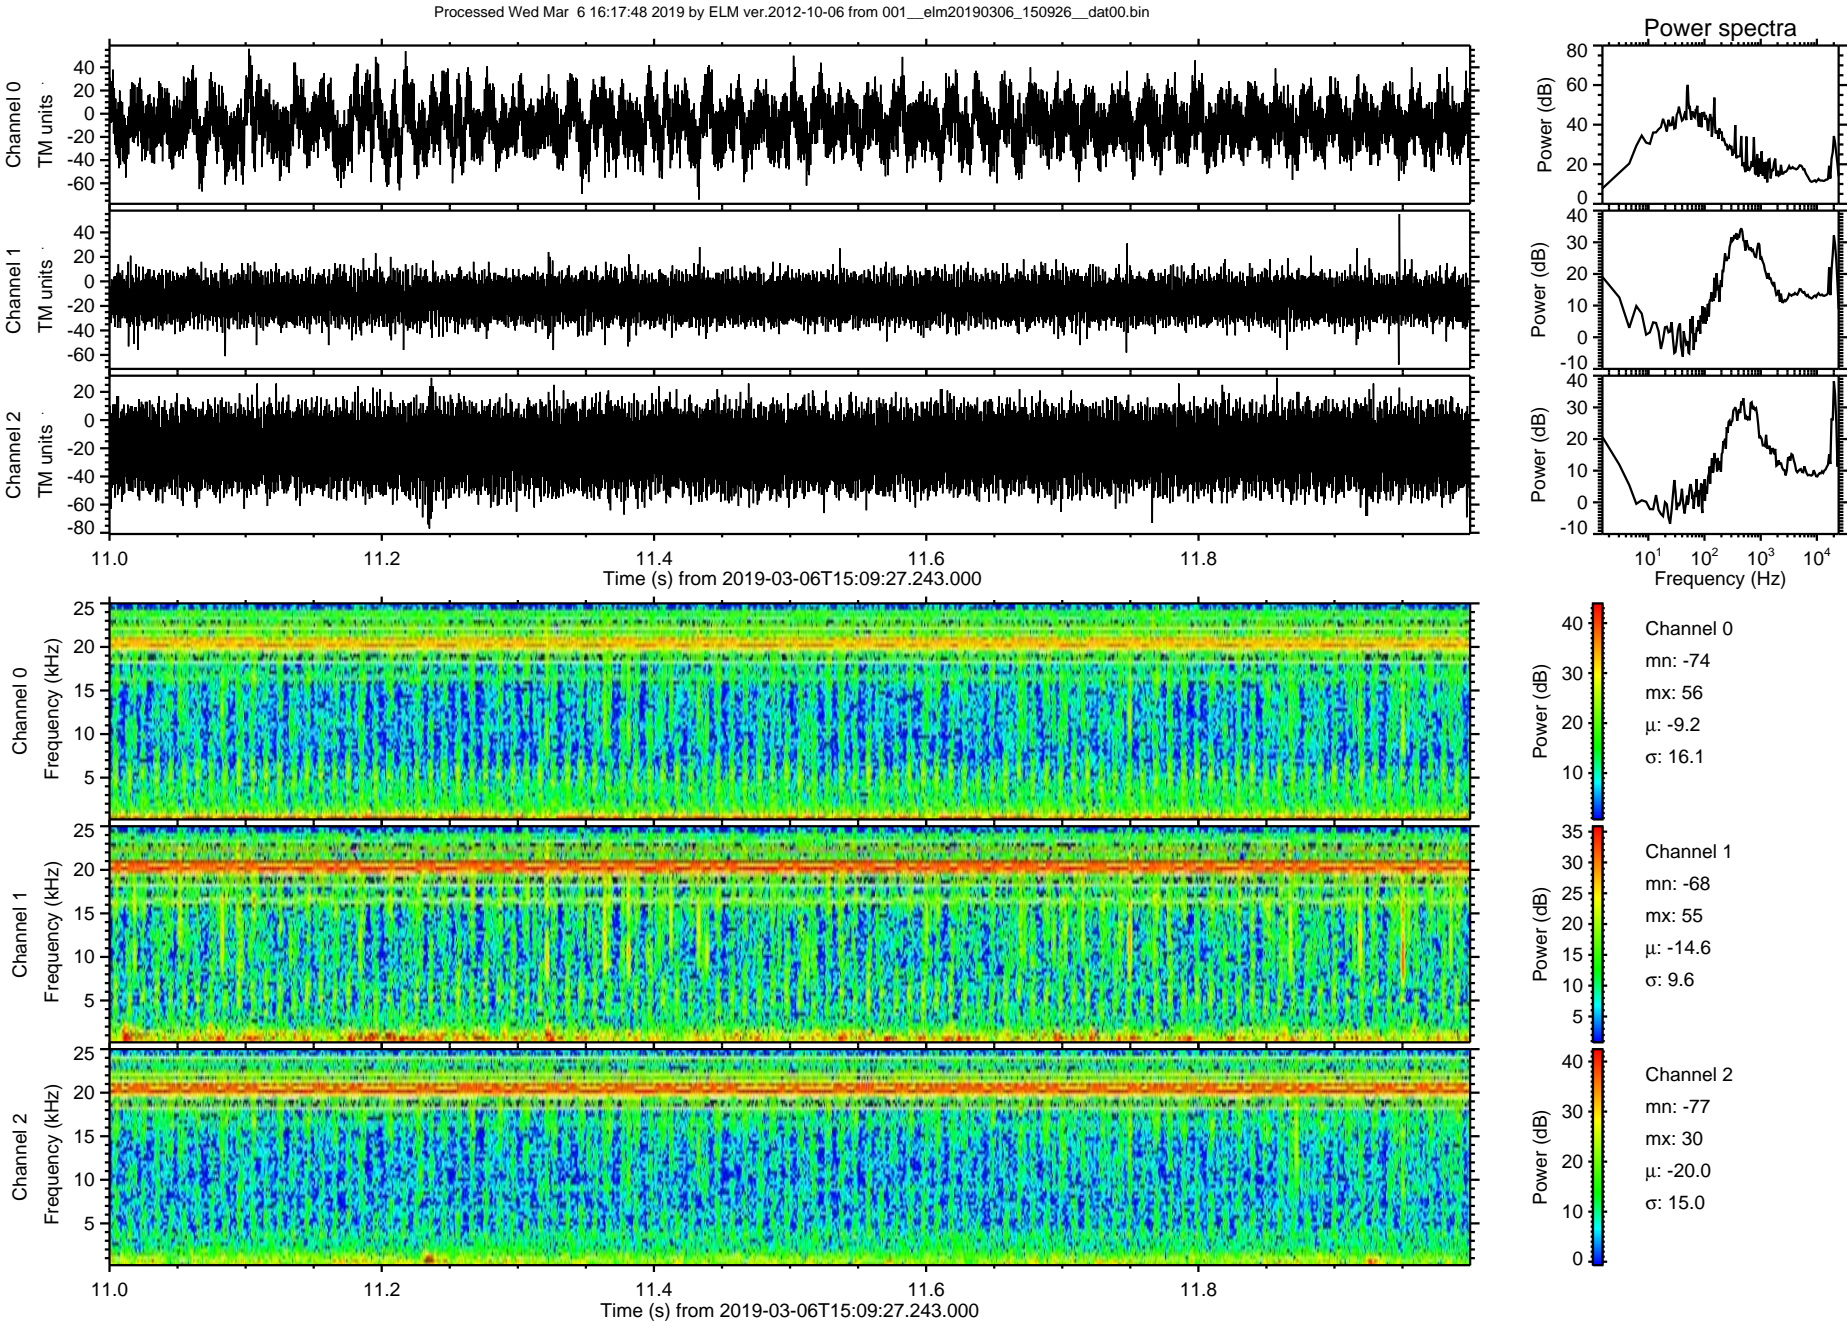 Processed Wed Mar  6 16:17:48 2019 by ELM ver.2012-10-06 from 001__elm20190306_150926__dat00.bin
Power spectra
Channel 0
TM units
40
20
0
-20
-40
-60
Power (dB)
80
60
40
20
0
Channel 1
TM units
40
20
0
-20
-40
-60
Power (dB)
40
30
20
10
0
-10
Channel 2
TM units
20
0
-20
-40
-60
-80
Power (dB)
40
30
20
10
0
-10
11.0 11.2 11.4 11.6 11.8
Time (s) from 2019-03-06T15:09:27.243.000
10^1 10^2 10^3 10^4
Frequency (Hz)
Channel 0
Frequency (kHz)
25
20
15
10
5
Power (dB)
40
30
20
10
Channel 0
mn: -74
mx: 56
μ: -9.2
σ: 16.1
Channel 1
Frequency (kHz)
25
20
15
10
5
Power (dB)
35
30
25
20
15
10
5
Channel 1
mn: -68
mx: 55
μ: -14.6
σ: 9.6
Channel 2
Frequency (kHz)
25
20
15
10
5
Power (dB)
40
30
20
10
0
Channel 2
mn: -77
mx: 30
μ: -20.0
σ: 15.0
11.0 11.2 11.4 11.6 11.8
Time (s) from 2019-03-06T15:09:27.243.000